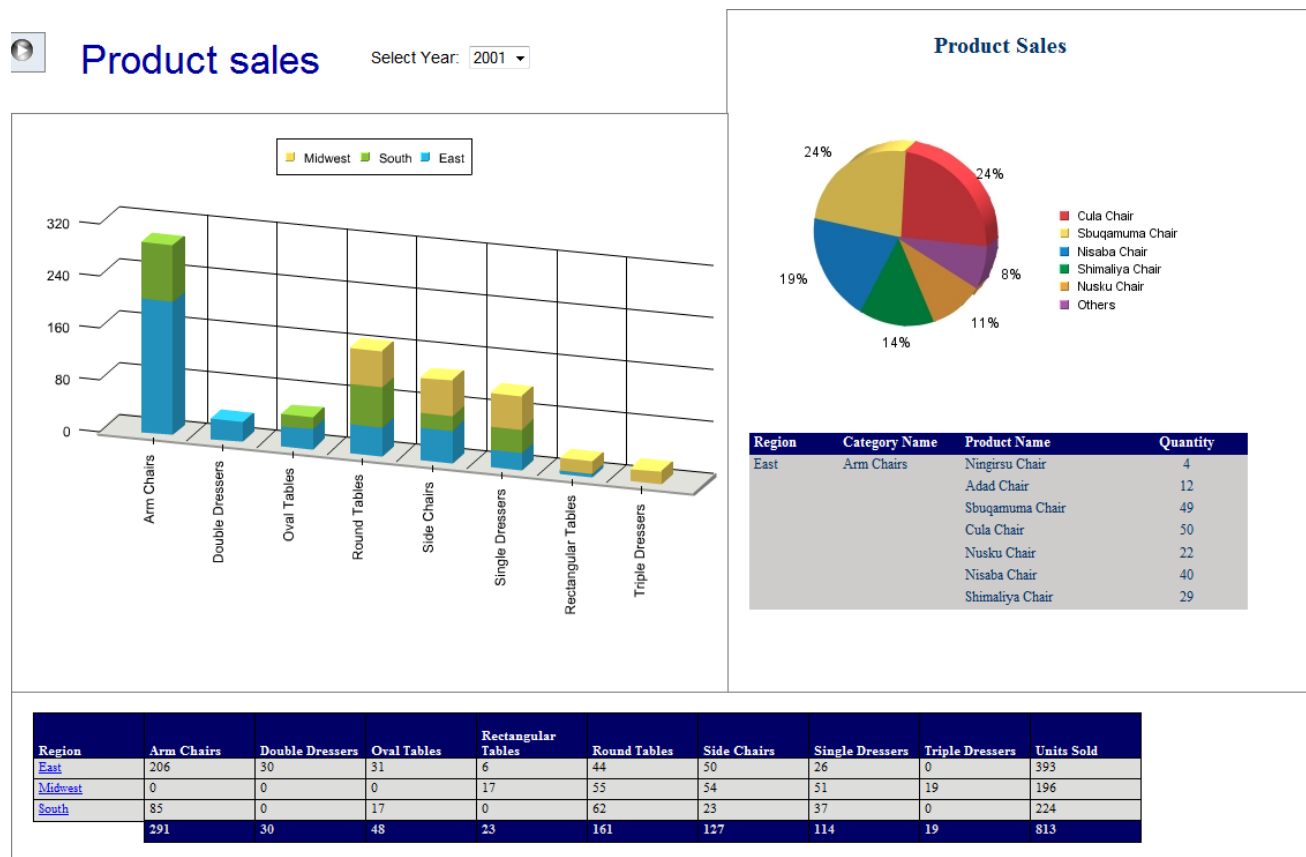 Product sales
Select Year: 2001
Midwest South East
320
240
160
80
0
Arm Chairs
Double Dressers
Oval Tables
Round Tables
Side Chairs
Single Dressers
Rectangular Tables
Triple Dressers
Product Sales
24%
24%
19%
8%
11%
14%
Cula Chair
Sbuqamuma Chair
Nisaba Chair
Shimaliya Chair
Nusku Chair
Others
Region Category Name Product Name Quantity
East Arm Chairs Ningirsu Chair 4
Adad Chair 12
Sbuqamuma Chair 49
Cula Chair 50
Nusku Chair 22
Nisaba Chair 40
Shimaliya Chair 29
Region Arm Chairs Double Dressers Oval Tables Rectangular Tables Round Tables Side Chairs Single Dressers Triple Dressers Units Sold
East 206 30 31 6 44 50 26 0 393
Midwest 0 0 0 17 55 54 51 19 196
South 85 0 17 0 62 23 37 0 224
291 30 48 23 161 127 114 19 813